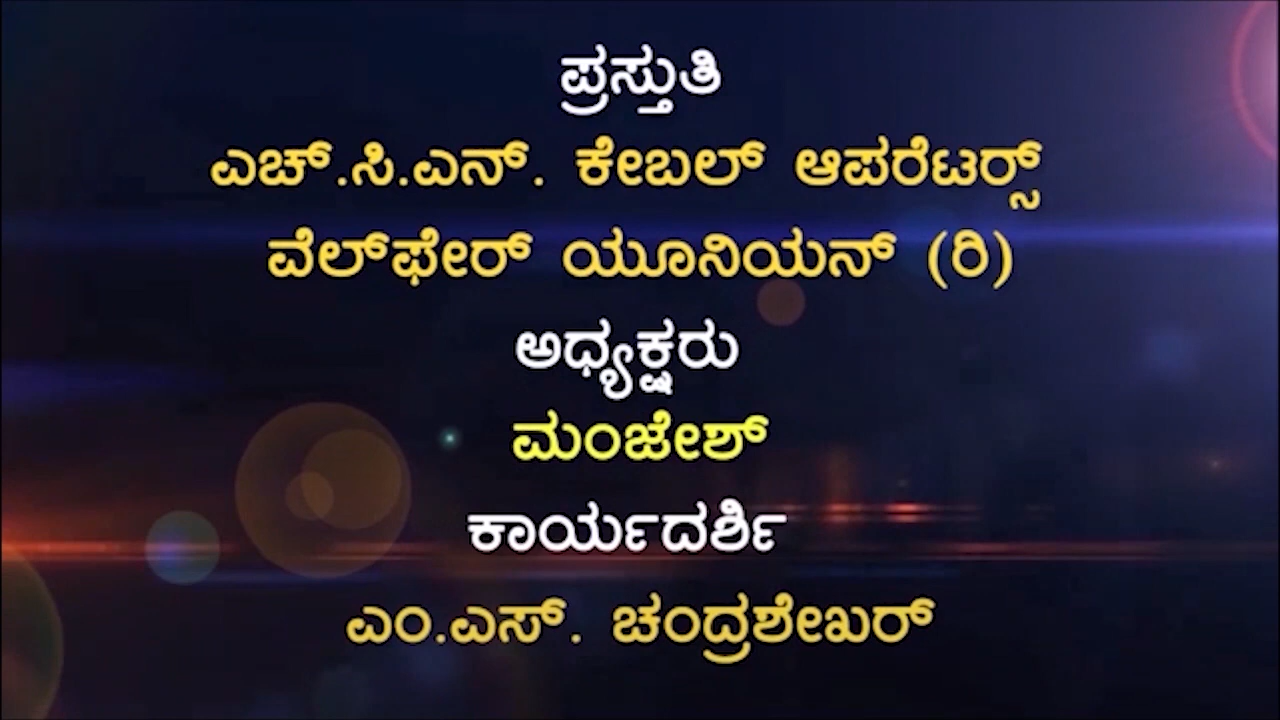 ಪ್ರಸ್ತುತಿ
ಎಚ್.ಸಿ.ಎನ್. ಕೇಬಲ್ ಆಪರೆಟರ‍್ಸ್
ವೆಲ್‌ಫೇರ್ ಯೂನಿಯನ್ (ರಿ)
ಅಧ್ಯಕ್ಷರು
ಮಂಜೇಶ್
ಕಾರ್ಯದರ್ಶಿ
ಎಂ.ಎಸ್. ಚಂದ್ರಶೇಖರ್